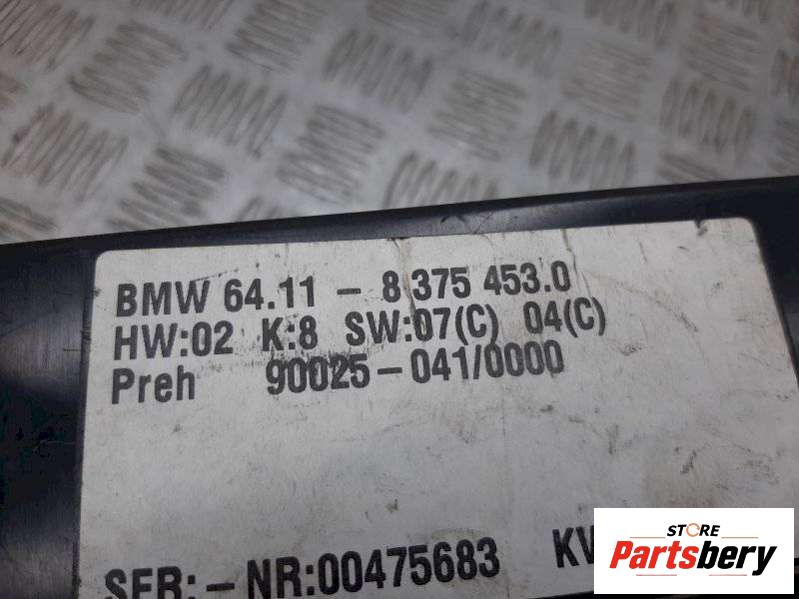 BMW 64.11 - 8 375 453.0
HW:02 K:8 SW:07(C) 04(C)
Preh 90025-041/0000
SER:-NR:00475683
STORE
Partsbery